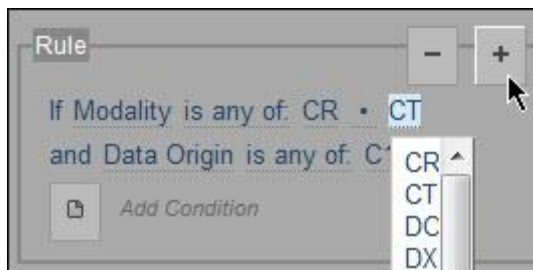 Rule
− +
If Modality is any of: CR • CT
and Data Origin is any of:
CR
CT
DC
DX
Add Condition